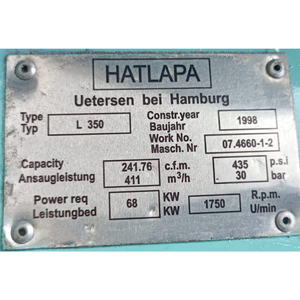 HATLAPA
Uetersen bei Hamburg
Type L 350 Constr.year 1998
Typ Baujahr
Work No. 07.4660-1-2
Masch. Nr
Capacity 241.76 c.f.m. 435 p.s.i
Ansaugleistung 411 m³/h 30 bar
Power req 68 KW 1750 R.p.m.
Leistungbed KW U/min